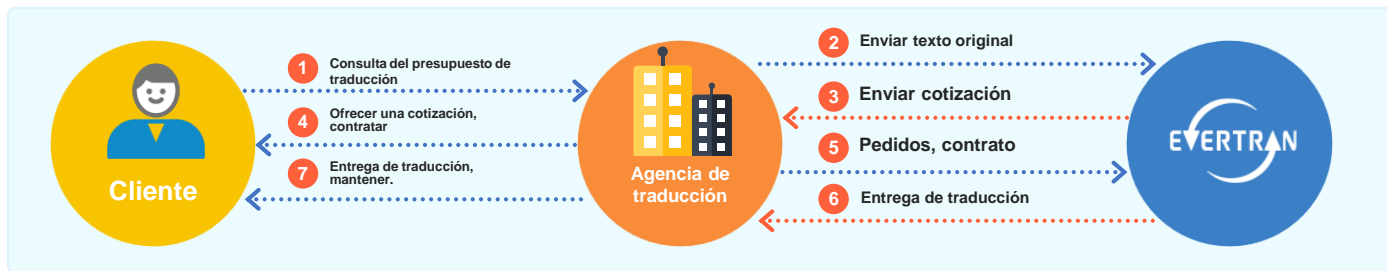 1 Consulta del presupuesto de
traducción
4 Ofrecer una cotización,
contratar
7 Entrega de traducción,
mantener.
Cliente
Agencia de
traducción
2 Enviar texto original
3 Enviar cotización
5 Pedidos, contrato
6 Entrega de traducción
EVERTRAN